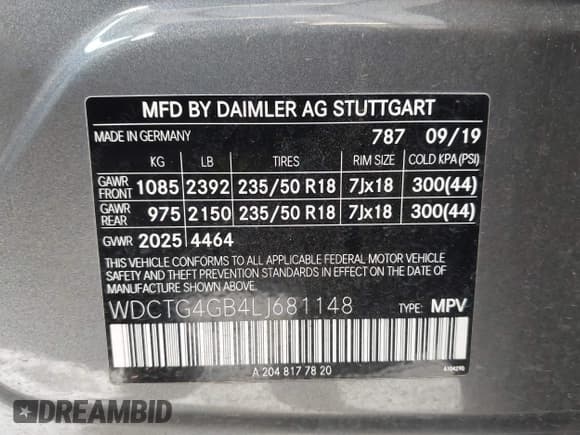 MFD BY DAIMLER AG STUTTGART
MADE IN GERMANY 787 09/19
KG LB TIRES RIM SIZE COLD KPA (PSI)
GAWR FRONT 1085 2392 235/50 R18 7Jx18 300(44)
GAWR REAR 975 2150 235/50 R18 7Jx18 300(44)
GVWR 2025 4464
THIS VEHICLE CONFORMS TO ALL APPLICABLE FEDERAL MOTOR VEHICLE
SAFETY AND THEFT PREVENTION STANDARDS IN EFFECT ON THE DATE OF
MANUFACTURE SHOWN ABOVE.
WDCTG4GB4LJ681148 TYPE: MPV
A 204 817 78 20
DREAMBID